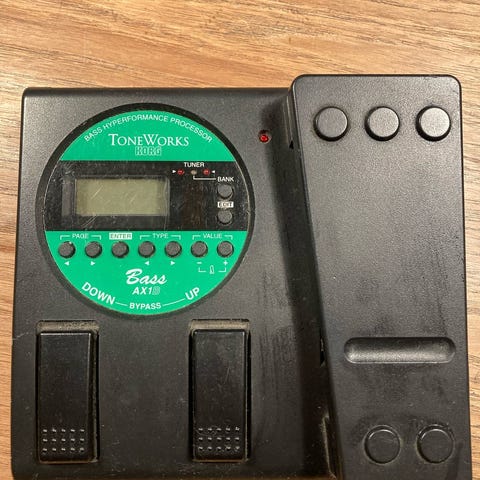 BASS HYPERFORMANCE PROCESSOR
TONEWORKS
KORG
TUNER
BANK
EDIT
PAGE ENTER TYPE VALUE
- +
Bass
AX1B
DOWN BYPASS UP